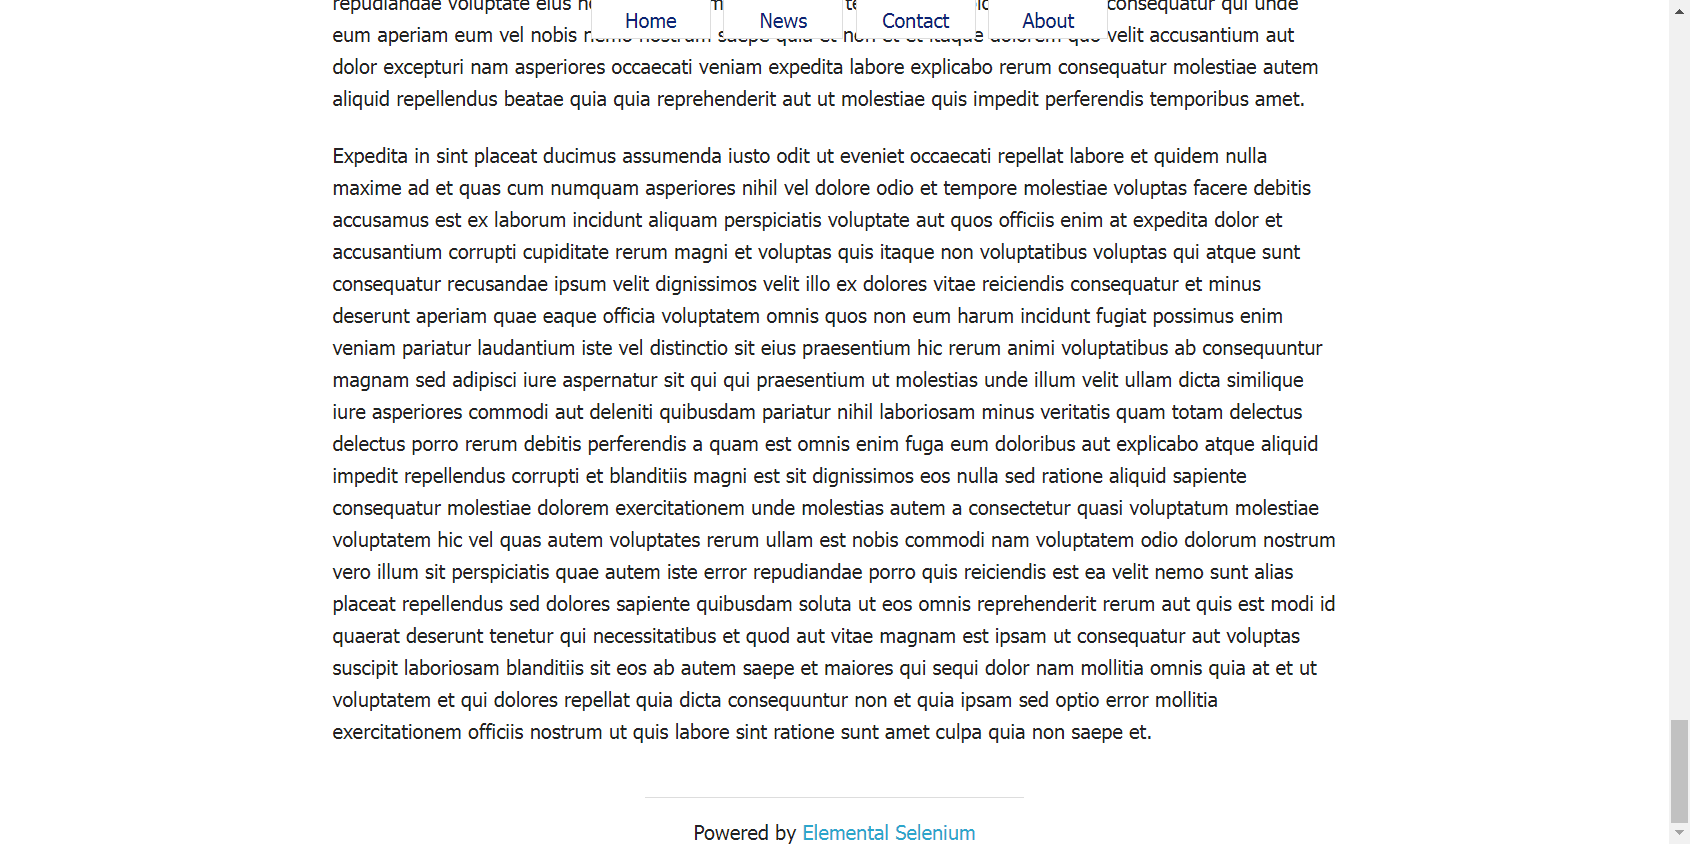 Home News Contact About
repudiandae voluptate eius consequatur qui unde
eum aperiam eum vel nobis nemo nostrum saepe quia et non et et itaque dolorem quo velit accusantium aut
dolor excepturi nam asperiores occaecati veniam expedita labore explicabo rerum consequatur molestiae autem
aliquid repellendus beatae quia quia reprehenderit aut ut molestiae quis impedit perferendis temporibus amet.
Expedita in sint placeat ducimus assumenda iusto odit ut eveniet occaecati repellat labore et quidem nulla
maxime ad et quas cum numquam asperiores nihil vel dolore odio et tempore molestiae voluptas facere debitis
accusamus est ex laborum incidunt aliquam perspiciatis voluptate aut quos officiis enim at expedita dolor et
accusantium corrupti cupiditate rerum magni et voluptas quis itaque non voluptatibus voluptas qui atque sunt
consequatur recusandae ipsum velit dignissimos velit illo ex dolores vitae reiciendis consequatur et minus
deserunt aperiam quae eaque officia voluptatem omnis quos non eum harum incidunt fugiat possimus enim
veniam pariatur laudantium iste vel distinctio sit eius praesentium hic rerum animi voluptatibus ab consequuntur
magnam sed adipisci iure aspernatur sit qui qui praesentium ut molestias unde illum velit ullam dicta similique
iure asperiores commodi aut deleniti quibusdam pariatur nihil laboriosam minus veritatis quam totam delectus
delectus porro rerum debitis perferendis a quam est omnis enim fuga eum doloribus aut explicabo atque aliquid
impedit repellendus corrupti et blanditiis magni est sit dignissimos eos nulla sed ratione aliquid sapiente
consequatur molestiae dolorem exercitationem unde molestias autem a consectetur quasi voluptatum molestiae
voluptatem hic vel quas autem voluptates rerum ullam est nobis commodi nam voluptatem odio dolorum nostrum
vero illum sit perspiciatis quae autem iste error repudiandae porro quis reiciendis est ea velit nemo sunt alias
placeat repellendus sed dolores sapiente quibusdam soluta ut eos omnis reprehenderit rerum aut quis est modi id
quaerat deserunt tenetur qui necessitatibus et quod aut vitae magnam est ipsam ut consequatur aut voluptas
suscipit laboriosam blanditiis sit eos ab autem saepe et maiores qui sequi dolor nam mollitia omnis quia at et ut
voluptatem et qui dolores repellat quia dicta consequuntur non et quia ipsam sed optio error mollitia
exercitationem officiis nostrum ut quis labore sint ratione sunt amet culpa quia non saepe et.
Powered by Elemental Selenium